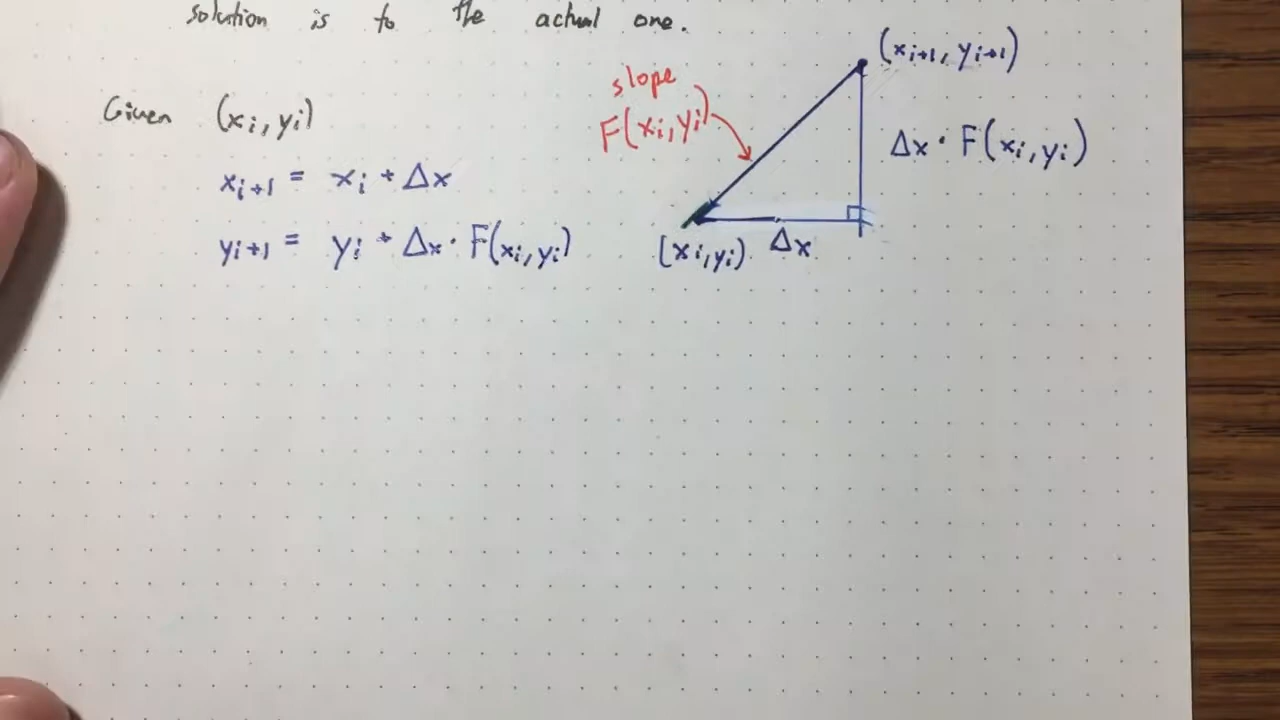 solution is to the actual one.
(xᵢ₊₁, yᵢ₊₁)
slope
F(xᵢ, yᵢ)
Given (xᵢ, yᵢ)
Δx · F(xᵢ, yᵢ)
xᵢ₊₁ = xᵢ + Δx
yᵢ₊₁ = yᵢ + Δx · F(xᵢ, yᵢ)
(xᵢ, yᵢ) Δx